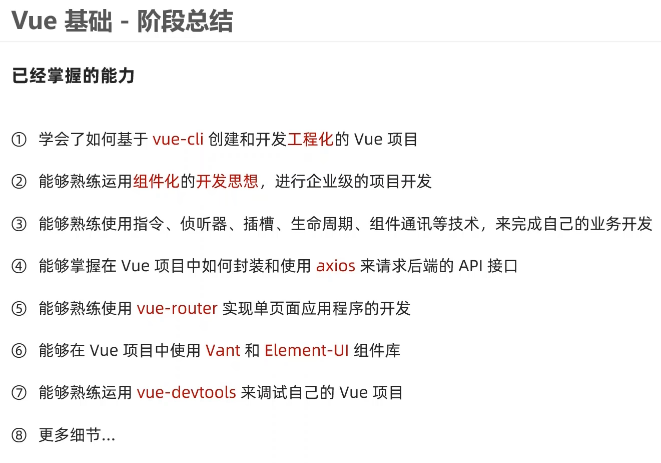 Vue 基础 - 阶段总结
已经掌握的能力
① 学会了如何基于 vue-cli 创建和开发工程化的 Vue 项目
② 能够熟练运用组件化的开发思想，进行企业级的项目开发
③ 能够熟练使用指令、侦听器、插槽、生命周期、组件通讯等技术，来完成自己的业务开发
④ 能够掌握在 Vue 项目中如何封装和使用 axios 来请求后端的 API 接口
⑤ 能够熟练使用 vue-router 实现单页面应用程序的开发
⑥ 能够在 Vue 项目中使用 Vant 和 Element-UI 组件库
⑦ 能够熟练运用 vue-devtools 来调试自己的 Vue 项目
⑧ 更多细节...